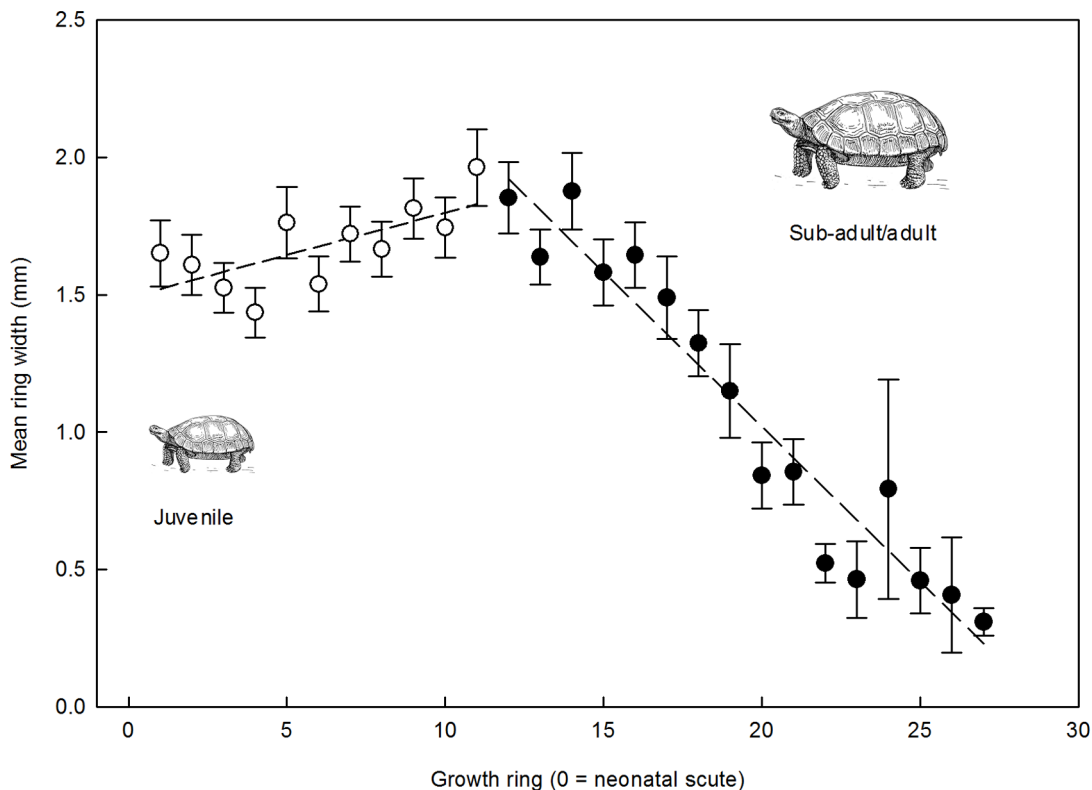 2.5
2.0
1.5
1.0
0.5
0.0
Mean ring width (mm)
Sub-adult/adult
Juvenile
0 5 10 15 20 25 30
Growth ring (0 = neonatal scute)